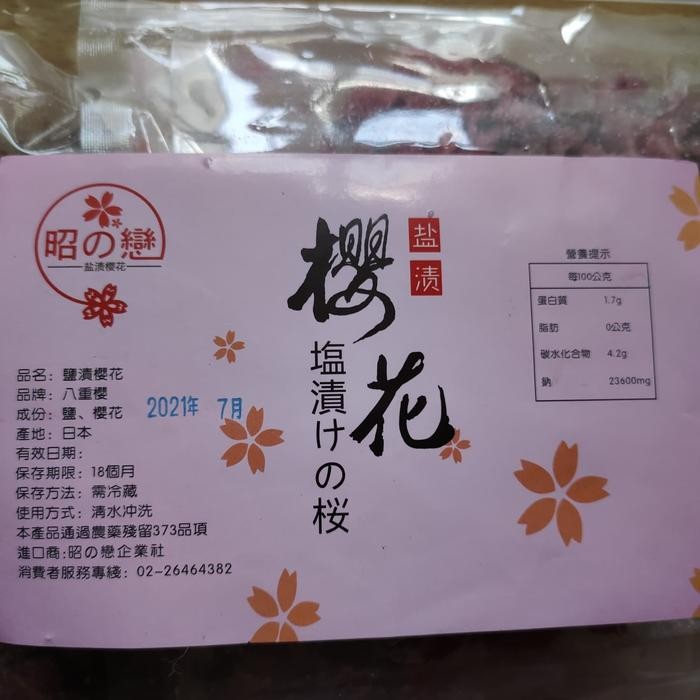 昭の戀
盐漬櫻花
盐漬
櫻花
塩漬けの桜
品名：鹽漬櫻花
品牌：八重櫻
成份：鹽、櫻花
產地：日本
有效日期：
2021年 7月
保存期限：18個月
保存方法：需冷藏
使用方式：清水冲洗
本產品通過農藥殘留373品項
進口商:昭の戀企業社
消費者服務專綫：02-26464382
營養提示
每100公克
蛋白質 1.7g
脂肪 0公克
碳水化合物 4.2g
鈉 23600mg